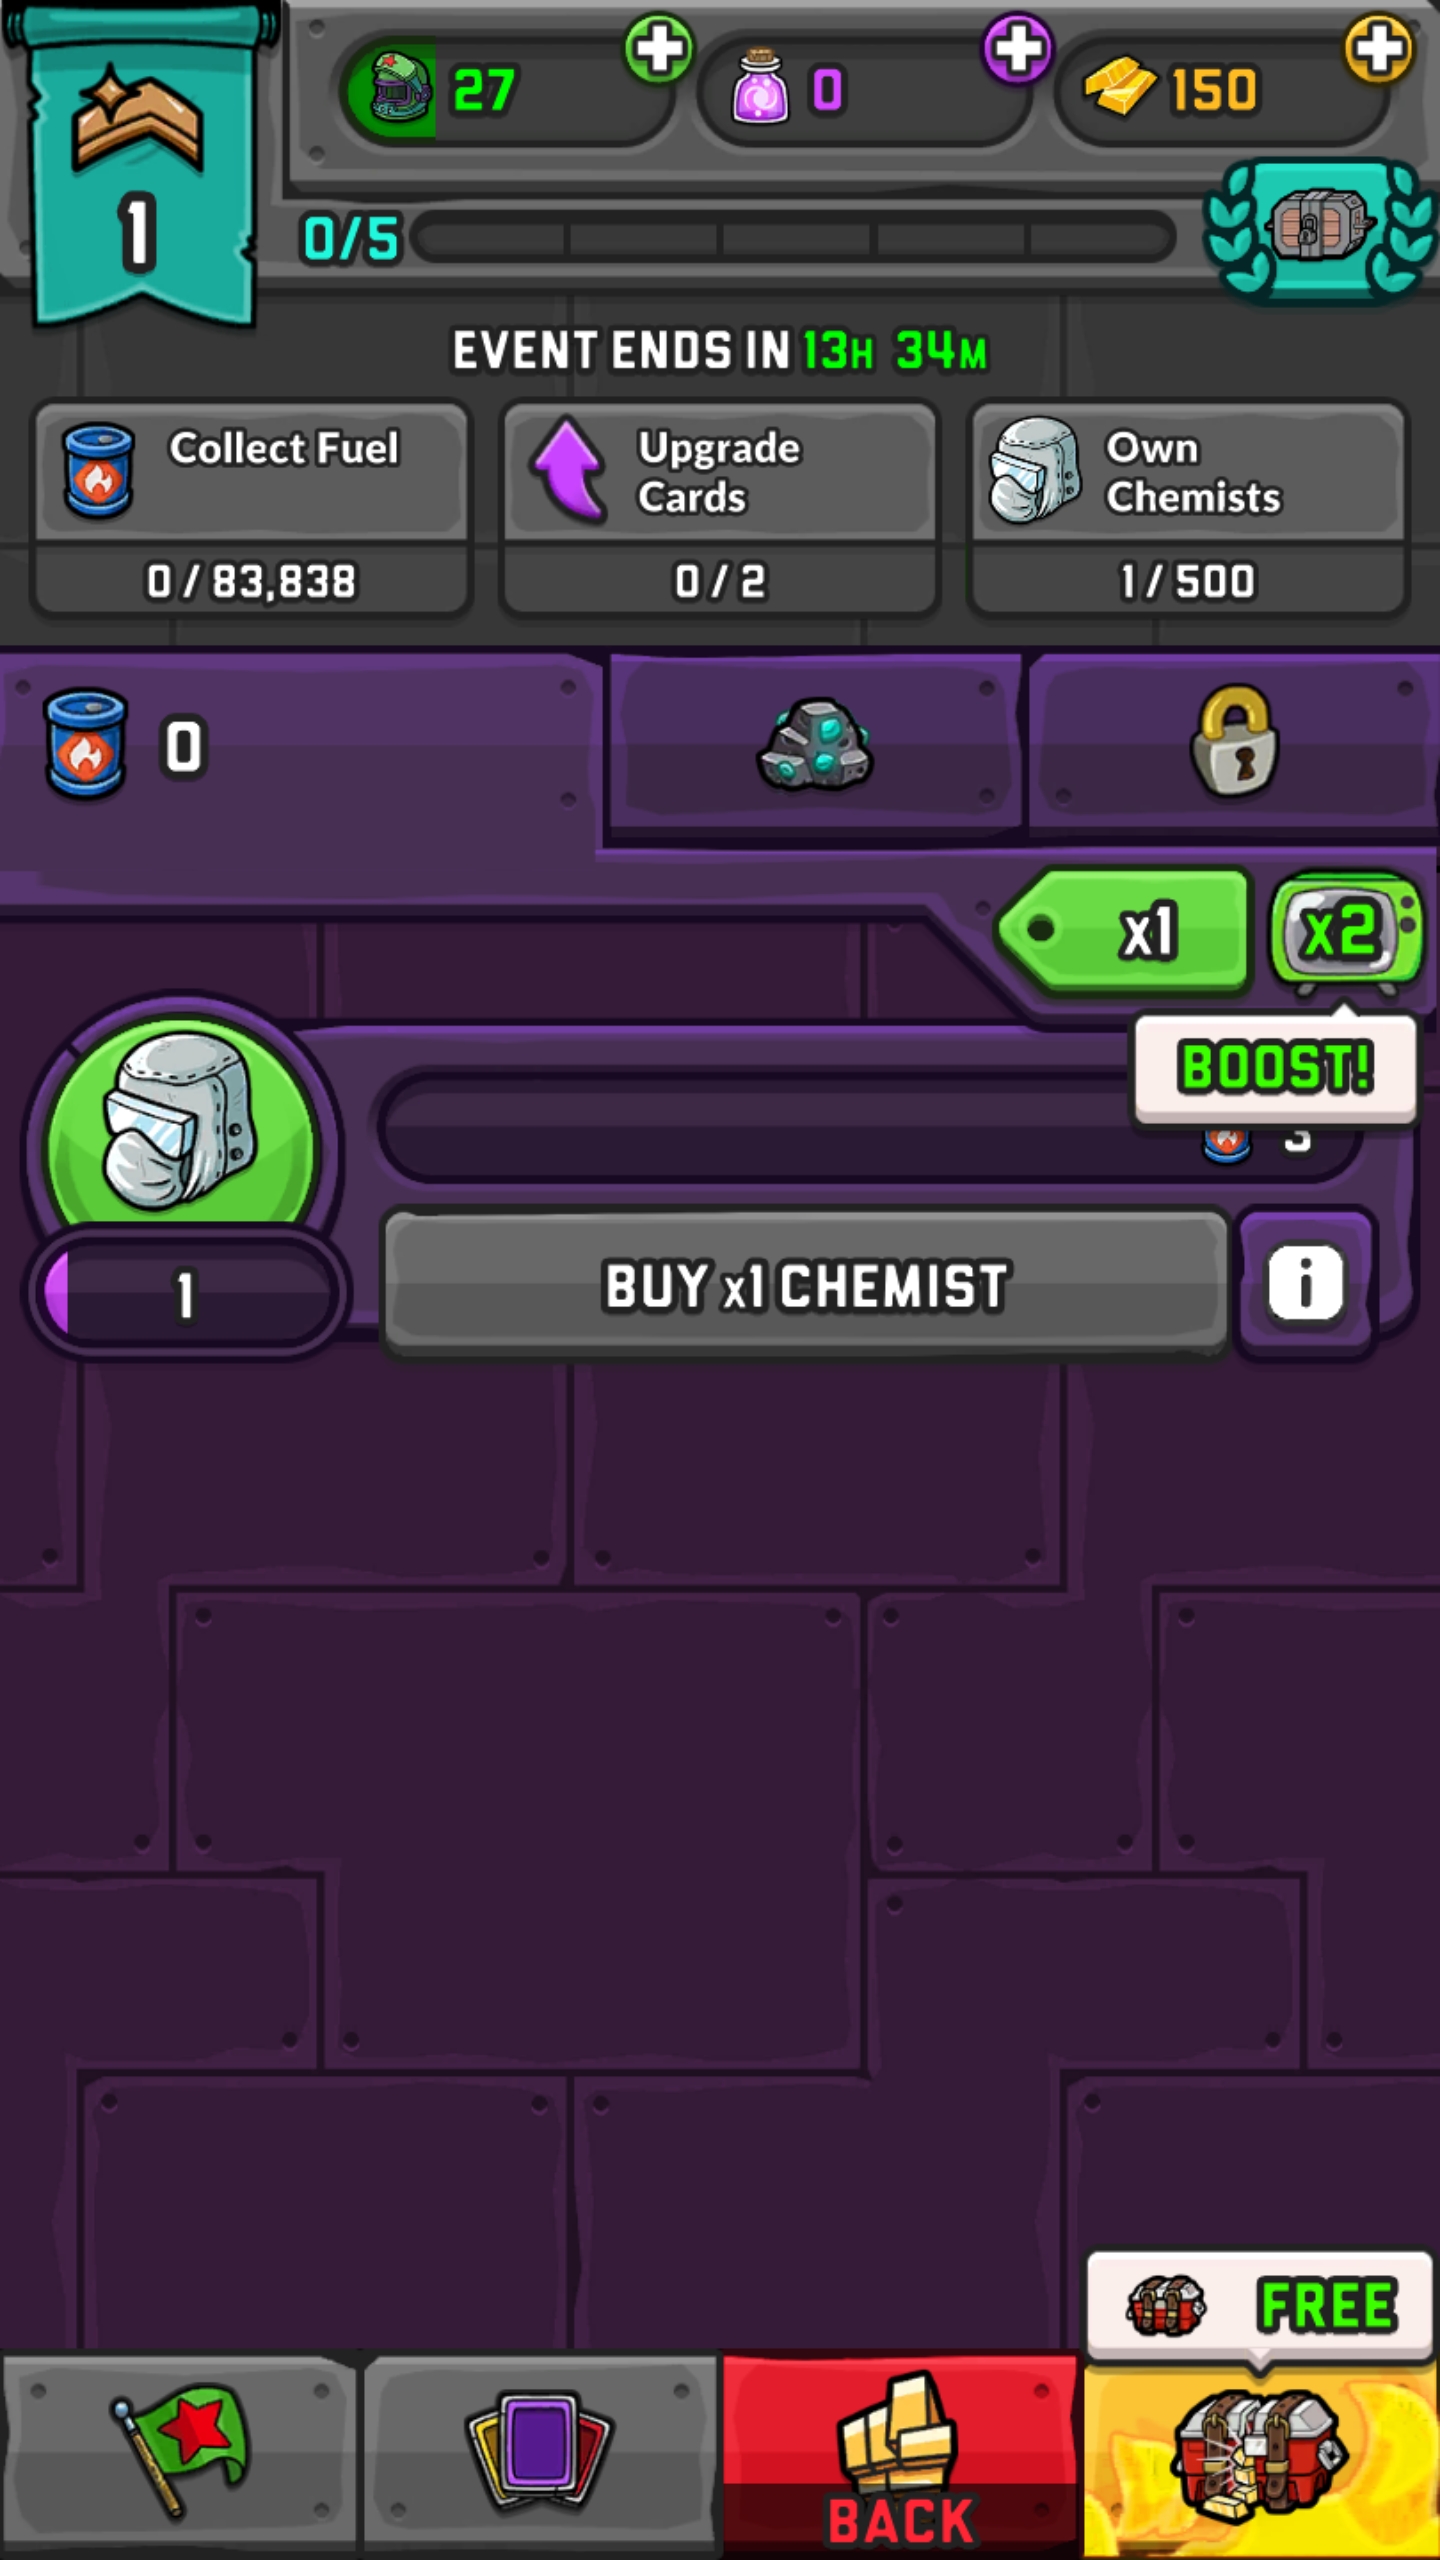 27
0
150
1
0/5
EVENT ENDS IN 13H 34M
Collect Fuel
0 / 83,838
Upgrade
Cards
0 / 2
Own
Chemists
1 / 500
0
x1
x2
BOOST!
3
1
BUY x1 CHEMIST
i
FREE
BACK